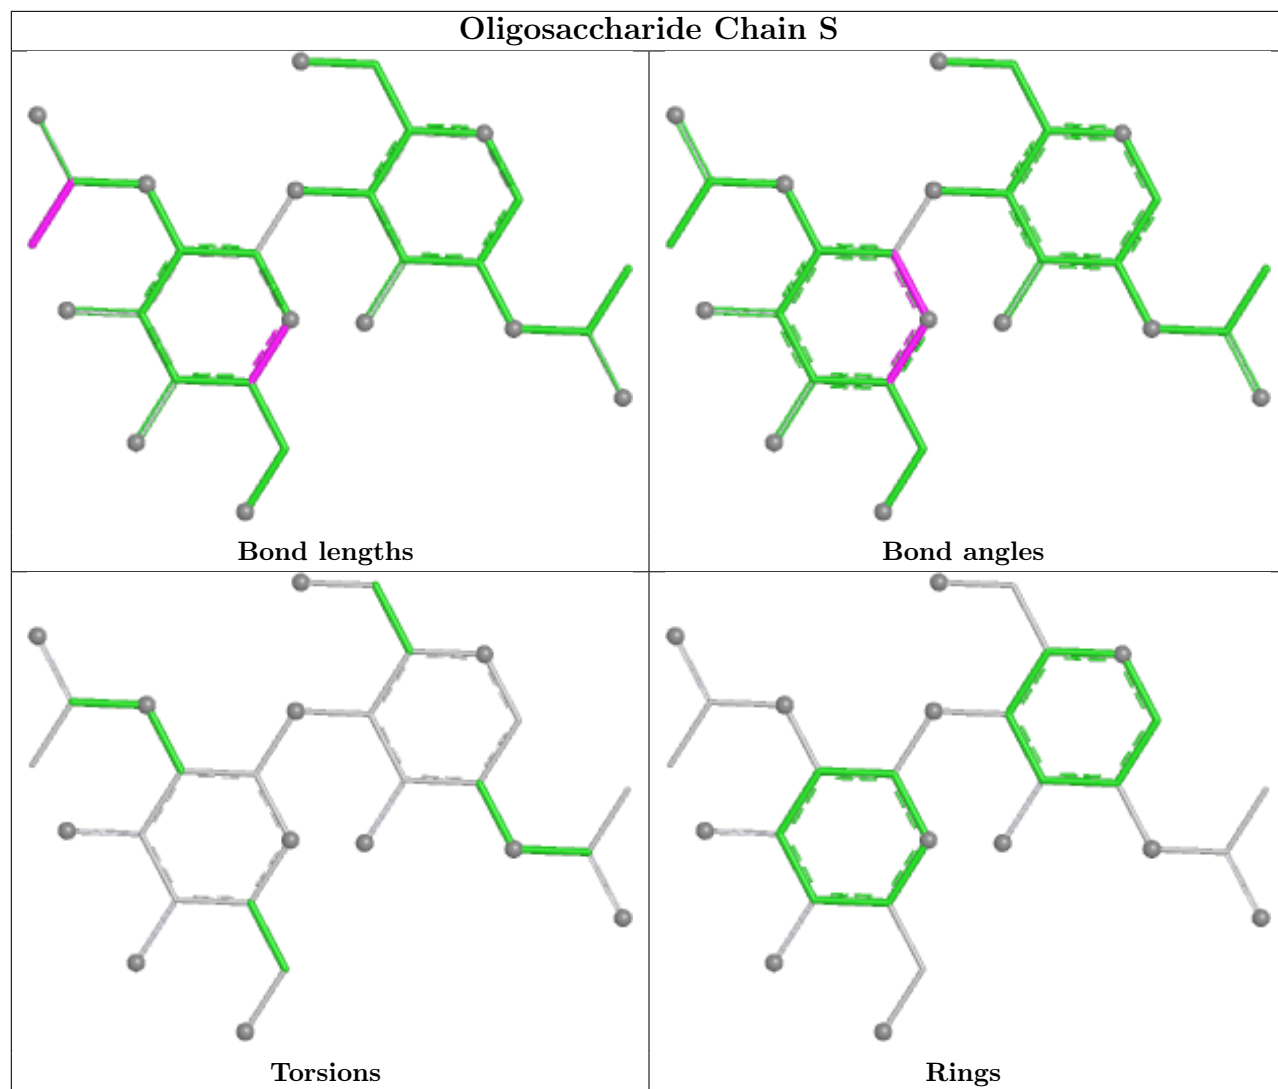 Oligosaccharide Chain S
Bond lengths
Bond angles
Torsions
Rings